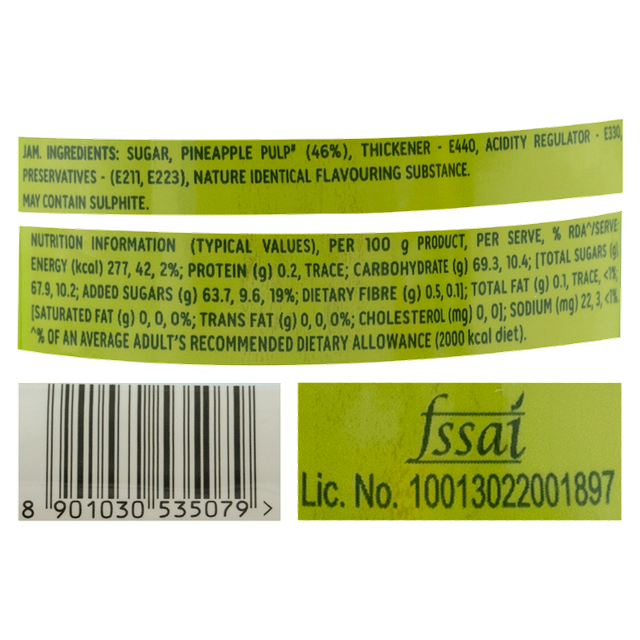 JAM. INGREDIENTS: SUGAR, PINEAPPLE PULP# (46%), THICKENER - E440, ACIDITY REGULATOR - E330,
PRESERVATIVES - (E211, E223), NATURE IDENTICAL FLAVOURING SUBSTANCE.
MAY CONTAIN SULPHITE.
NUTRITION INFORMATION (TYPICAL VALUES), PER 100 g PRODUCT, PER SERVE, % RDA^/SERVE
ENERGY (kcal) 277, 42, 2%; PROTEIN (g) 0.2, TRACE; CARBOHYDRATE (g) 69.3, 10.4; [TOTAL SUGARS (g)
67.9, 10.2; ADDED SUGARS (g) 63.7, 9.6, 19%; DIETARY FIBRE (g) 0.5, 0.1]; TOTAL FAT (g) 0.1, TRACE, <1%;
[SATURATED FAT (g) 0, 0, 0%; TRANS FAT (g) 0, 0, 0%; CHOLESTEROL (mg) 0, 0]; SODIUM (mg) 22, 3, <1%.
^% OF AN AVERAGE ADULT'S RECOMMENDED DIETARY ALLOWANCE (2000 kcal diet).
8 901030 535079 >
fssai
Lic. No. 10013022001897